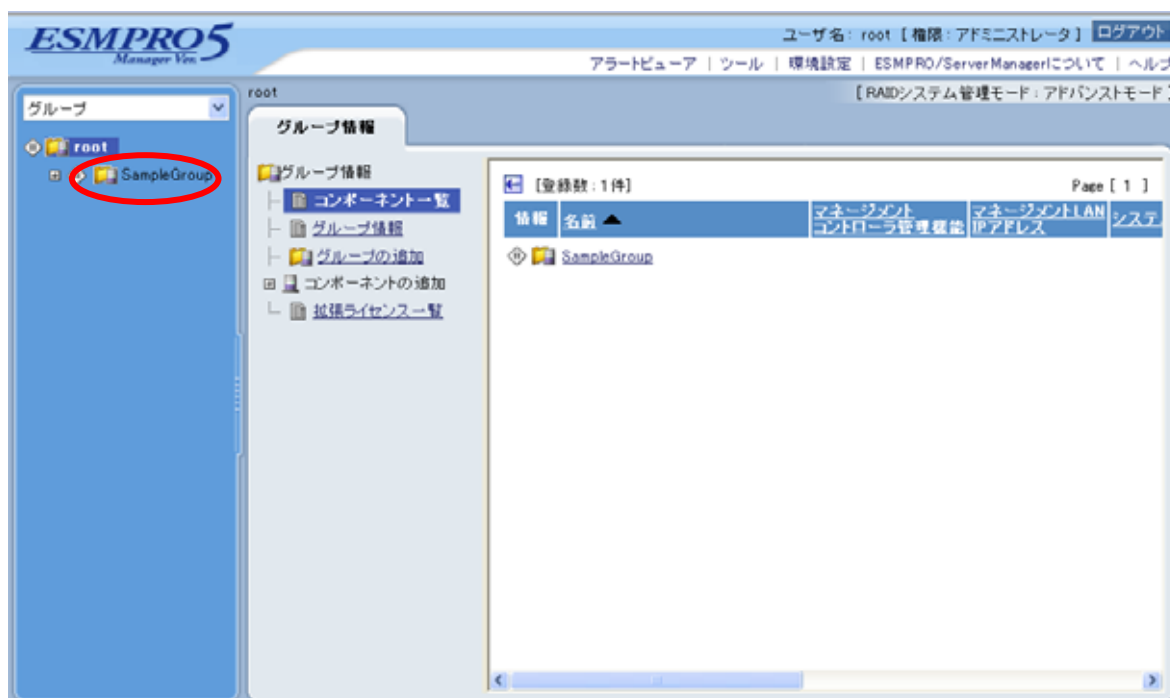 ESMPRO5
Manager Ver.
ユーザ名: root [ 権限: アドミニストレータ ] ログアウト
アラートビューア | ツール | 環境設定 | ESMPRO/ServerManagerについて | ヘルプ
グループ
root
SampleGroup
root
[ RAIDシステム管理モード : アドバンストモード ]
グループ情報
グループ情報
コンポーネント一覧
グループ情報
グループの追加
コンポーネントの追加
拡張ライセンス一覧
[登録数 : 1件]
Page [ 1 ]
情報 名前 ▲ マネージメント コントローラ管理機能 マネージメントLAN IPアドレス システ
SampleGroup